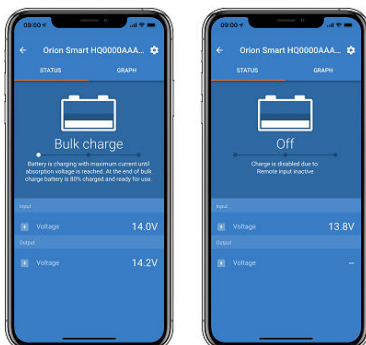 09:00
Orion Smart HQ0000AAA...
STATUS
GRAPH
Bulk charge
Battery is charging with maximum current until
absorption voltage is reached. At the end of bulk
charge battery is 80% charged and ready for use.
Input
Voltage
14.0V
Output
Voltage
14.2V
09:00
Orion Smart HQ0000AAA...
STATUS
GRAPH
Off
Charge is disabled due to:
Remote input inactive
Input
Voltage
13.8V
Output
Voltage
--